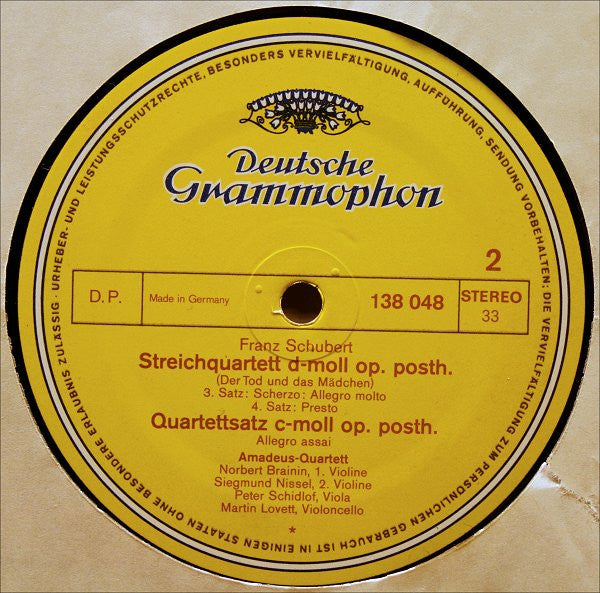 URHEBER- UND LEISTUNGSSCHUTZRECHTE, BESONDERS VERVIELFÄLTIGUNG, AUFFÜHRUNG, SENDUNG VORBEHALTEN: DIE VERVIELFÄLTIGUNG ZUM PERSÖNLICHEN GEBRAUCH IST IN EINIGEN STAATEN OHNE BESONDERE ERLAUBNIS ZULÄSSIG ·
Deutsche
Grammophon
2
D.P. Made in Germany 138 048 STEREO
33
Franz Schubert
Streichquartett d-moll op. posth.
(Der Tod und das Mädchen)
3. Satz: Scherzo: Allegro molto
4. Satz: Presto
Quartettsatz c-moll op. posth.
Allegro assai
Amadeus-Quartett
Norbert Brainin, 1. Violine
Siegmund Nissel, 2. Violine
Peter Schidlof, Viola
Martin Lovett, Violoncello
*